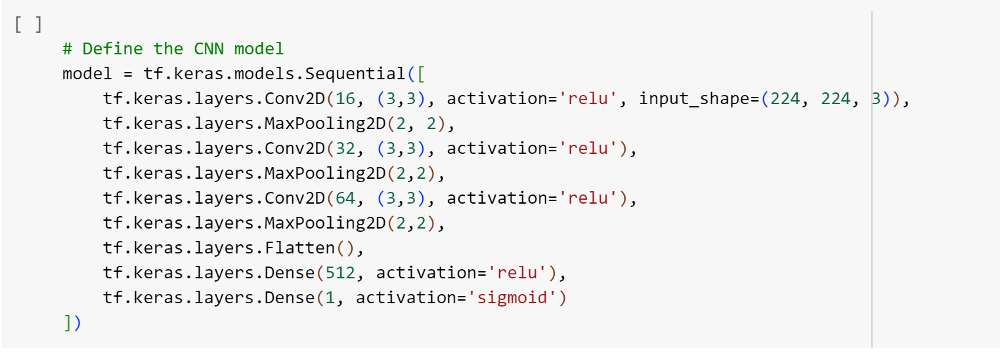 [ ]
# Define the CNN model
model = tf.keras.models.Sequential([
    tf.keras.layers.Conv2D(16, (3,3), activation='relu', input_shape=(224, 224, 3)),
    tf.keras.layers.MaxPooling2D(2, 2),
    tf.keras.layers.Conv2D(32, (3,3), activation='relu'),
    tf.keras.layers.MaxPooling2D(2,2),
    tf.keras.layers.Conv2D(64, (3,3), activation='relu'),
    tf.keras.layers.MaxPooling2D(2,2),
    tf.keras.layers.Flatten(),
    tf.keras.layers.Dense(512, activation='relu'),
    tf.keras.layers.Dense(1, activation='sigmoid')
])